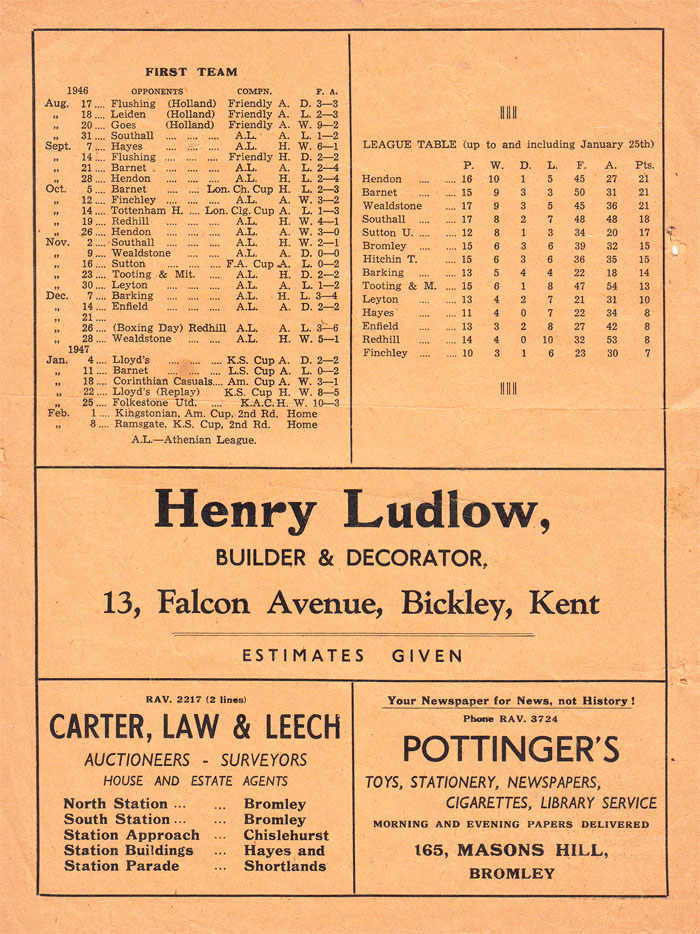 FIRST TEAM
1946 OPPONENTS COMPN. F. A.
Aug. 17 .... Flushing (Holland) Friendly A. D. 3—3
„ 18 .... Leiden (Holland) Friendly A. L. 2—3
„ 20 .... Goes (Holland) Friendly A. W. 9—2
„ 31 .... Southall .... .... A.L. A. L. 1—2
Sept. 7 .... Hayes .... .... A.L. H. W. 6—1
„ 14 .... Flushing .... .... Friendly H. D. 2—2
„ 21 .... Barnet .... .... A.L. A. L. 2—4
„ 28 .... Hendon .... .... A.L. H. L. 2—4
Oct. 5 .... Barnet .... Lon. Ch. Cup H. L. 2—3
„ 12 .... Finchley .... .... A.L. A. W. 3—2
„ 14 .... Tottenham H. .... Lon. Clg. Cup A. L. 1—3
„ 19 .... Redhill .... .... A.L. H. W. 4—1
„ 26 .... Hendon .... .... A.L. A. W. 3—0
Nov. 2 .... Southall .... .... A.L. H. W. 2—1
„ 9 .... Wealdstone .... A.L. A. D. 0—0
„ 16 .... Sutton .... .... F.A. Cup A. L. 0—2
„ 23 .... Tooting & Mit. .... A.L. H. D. 2—2
„ 30 .... Leyton .... .... A.L. A. L. 1—2
Dec. 7 .... Barking .... .... A.L. H. L. 3—4
„ 14 .... Enfield .... .... A.L. A. D. 2—2
„ 21 ....
„ 26 .... (Boxing Day) Redhill A.L. A. L. 3—6
„ 28 .... Wealdstone .... A.L. H. W. 5—1
1947
Jan. 4 .... Lloyd's .... .... K.S. Cup A. D. 2—2
„ 11 .... Barnet .... .... L.S. Cup A. L. 0—2
„ 18 .... Corinthian Casuals.... Am. Cup A. W. 3—1
„ 22 .... Lloyd's (Replay) K.S. Cup H. W. 8—5
„ 25 .... Folkestone Utd. .... K.A.C.H. W. 10—3
Feb. 1 .... Kingstonian, Am. Cup, 2nd Rd. Home
„ 8 .... Ramsgate, K.S. Cup, 2nd Rd. Home
A.L.—Athenian League.
LEAGUE TABLE (up to and including January 25th)
P. W. D. L. F. A. Pts.
Hendon .... .... 16 10 1 5 45 27 21
Barnet .... .... 15 9 3 3 50 31 21
Wealdstone .... 17 9 3 5 45 36 21
Southall .... .... 17 8 2 7 48 48 18
Sutton U. .... .... 12 8 1 3 34 20 17
Bromley .... .... 15 6 3 6 39 32 15
Hitchin T. .... 15 6 3 6 36 35 15
Barking .... .... 13 5 4 4 22 18 14
Tooting & M. .... 15 6 1 8 47 54 13
Leyton .... .... 13 4 2 7 21 31 10
Hayes .... .... 11 4 0 7 22 34 8
Enfield .... .... 13 3 2 8 27 42 8
Redhill .... .... 14 4 0 10 32 53 8
Finchley .... .... 10 3 1 6 23 30 7
Henry Ludlow,
BUILDER & DECORATOR,
13, Falcon Avenue, Bickley, Kent
ESTIMATES GIVEN
RAV. 2217 (2 lines)
CARTER, LAW & LEECH
AUCTIONEERS - SURVEYORS
HOUSE AND ESTATE AGENTS
North Station ... ... Bromley
South Station ... ... Bromley
Station Approach ... Chislehurst
Station Buildings ... Hayes and
Station Parade ... Shortlands
Your Newspaper for News, not History!
Phone RAV. 3724
POTTINGER'S
TOYS, STATIONERY, NEWSPAPERS,
CIGARETTES, LIBRARY SERVICE
MORNING AND EVENING PAPERS DELIVERED
165, MASONS HILL,
BROMLEY